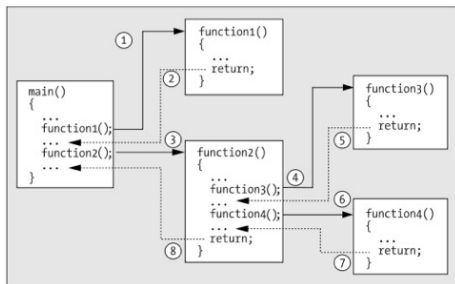 main()
{
...
function1();
...
function2();
...
}
①
function1()
{
...
return;
}
②
③
function2()
{
...
function3();
...
function4();
...
return;
}
④
function3()
{
...
return;
}
⑤
⑥
function4()
{
...
return;
}
⑦
⑧